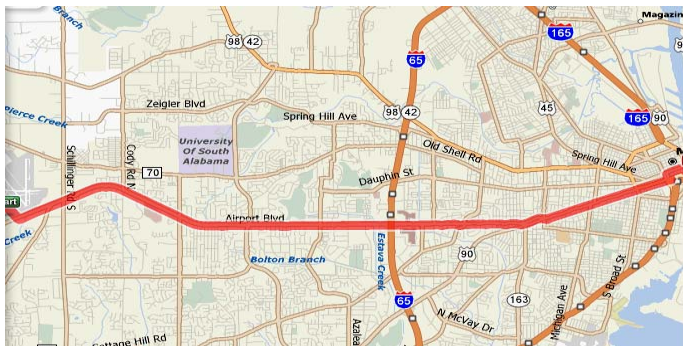 Branch
98
42
65
165
Magazin
Pierce Creek
Zeigler Blvd
Spring Hill Ave
98
42
45
165
90
University
Of South
Alabama
Old Shell Rd
Spring Hill Ave
M
Schillinger Rd S
Cody Rd N
70
Dauphin St
art
Airport Blvd
Creek
Bolton Branch
Estava Creek
90
65
163
S Broad St
Michigan Ave
N McVay Dr
Azalea
Cottage Hill Rd